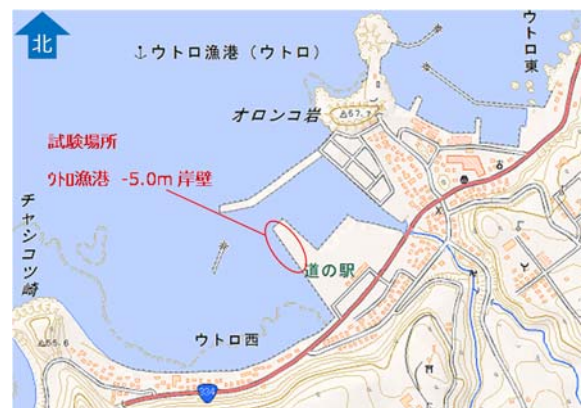 北
⚓ウトロ漁港(ウトロ)
ウトロ東
オロンコ岩
試験場所
ウトロ漁港 -5.0m 岸壁
チャシコツ崎
道の駅
ウトロ西
334